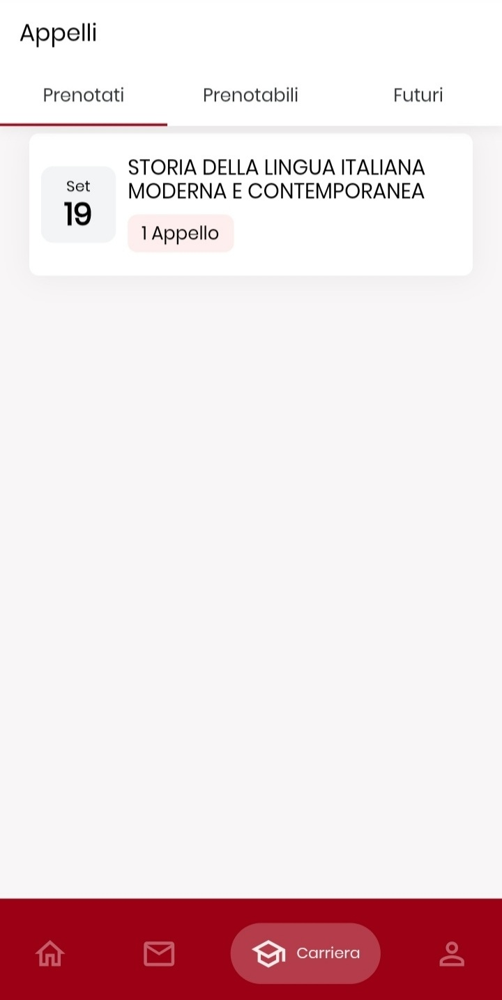 Appelli
Prenotati
Prenotabili
Futuri
Set
19
STORIA DELLA LINGUA ITALIANA
MODERNA E CONTEMPORANEA
1 Appello
Carriera